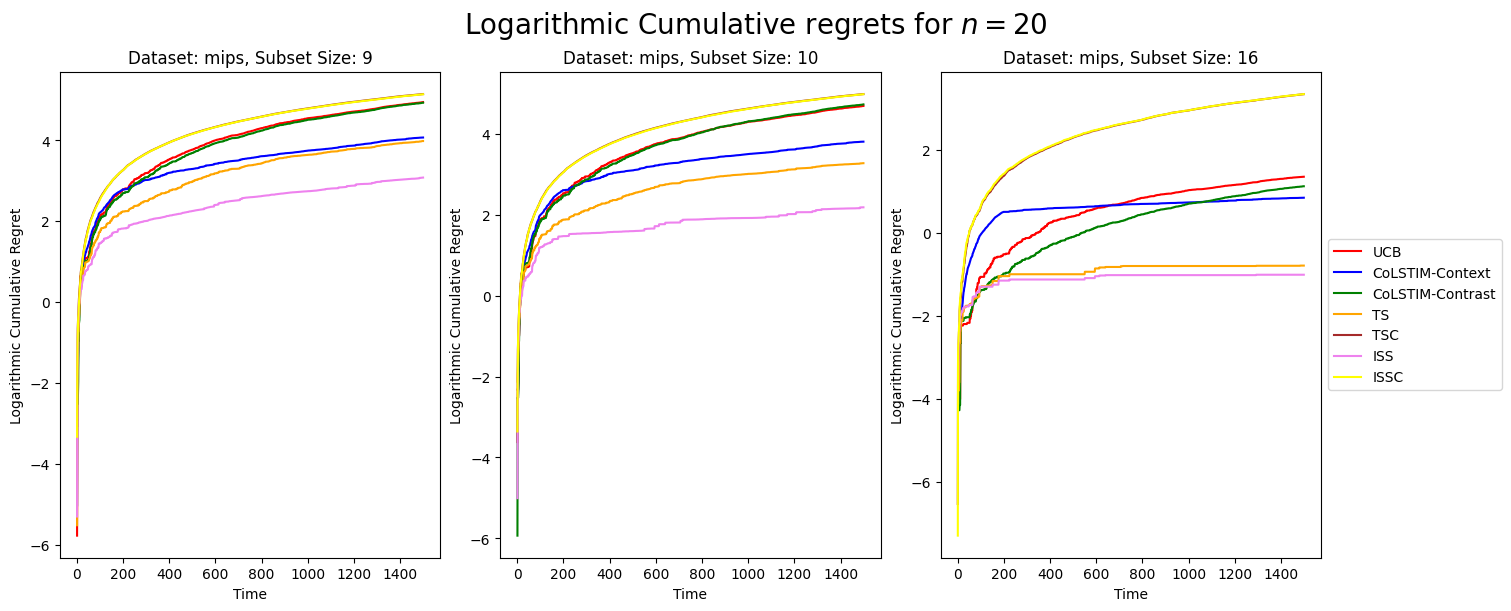 Logarithmic Cumulative regrets for n = 20
Dataset: mips, Subset Size: 9
Logarithmic Cumulative Regret
4
2
0
−2
−4
−6
0 200 400 600 800 1000 1200 1400
Time
Dataset: mips, Subset Size: 10
Logarithmic Cumulative Regret
4
2
0
−2
−4
−6
0 200 400 600 800 1000 1200 1400
Time
Dataset: mips, Subset Size: 16
Logarithmic Cumulative Regret
2
0
−2
−4
−6
0 200 400 600 800 1000 1200 1400
Time
UCB
CoLSTIM-Context
CoLSTIM-Contrast
TS
TSC
ISS
ISSC